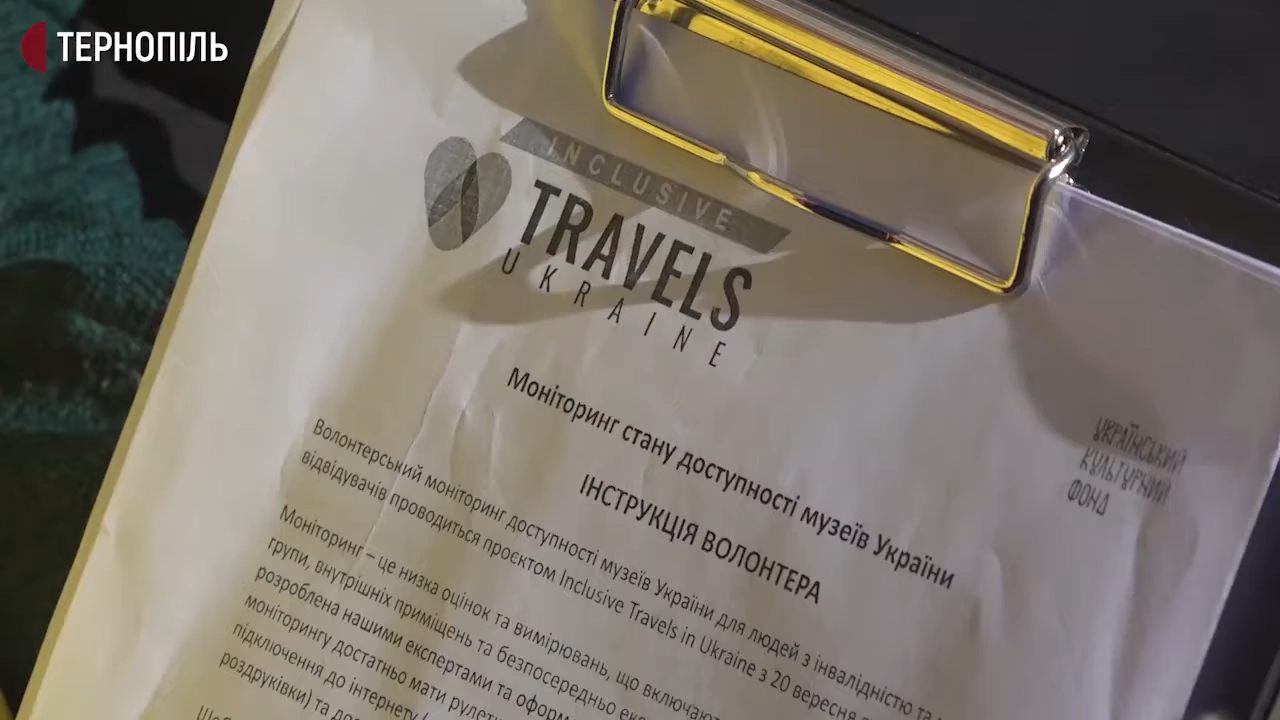 ТЕРНОПІЛЬ
INCLUSIVE
TRAVELS
UKRAINE
УКРАЇНСЬКИЙ
КУЛЬТУРНИЙ
ФОНД
Моніторинг стану доступності музеїв України
ІНСТРУКЦІЯ ВОЛОНТЕРА
Волонтерський моніторинг доступності музеїв України для людей з інвалідністю та
відвідувачів проводиться проєктом Inclusive Travels in Ukraine з 20 вересня
Моніторинг – це низка оцінок та вимірювань, що включають
групи, внутрішніх приміщень та безпосередньо
розроблена нашими експертами та
моніторингу достатньо мати
підключення до інтернету
роздруківки) та